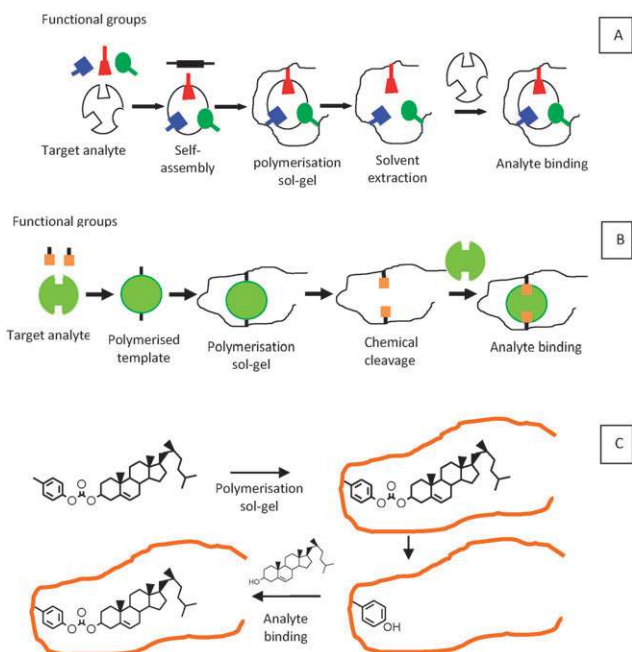 Functional groups
A
Target analyte
Self-
assembly
polymerisation
sol-gel
Solvent
extraction
Analyte binding
Functional groups
B
Target analyte
Polymerised
template
Polymerisation
sol-gel
Chemical
cleavage
Analyte binding
C
O
O
O
Polymerisation
sol-gel
O
O
O
HO
Analyte
binding
O
O
O
OH